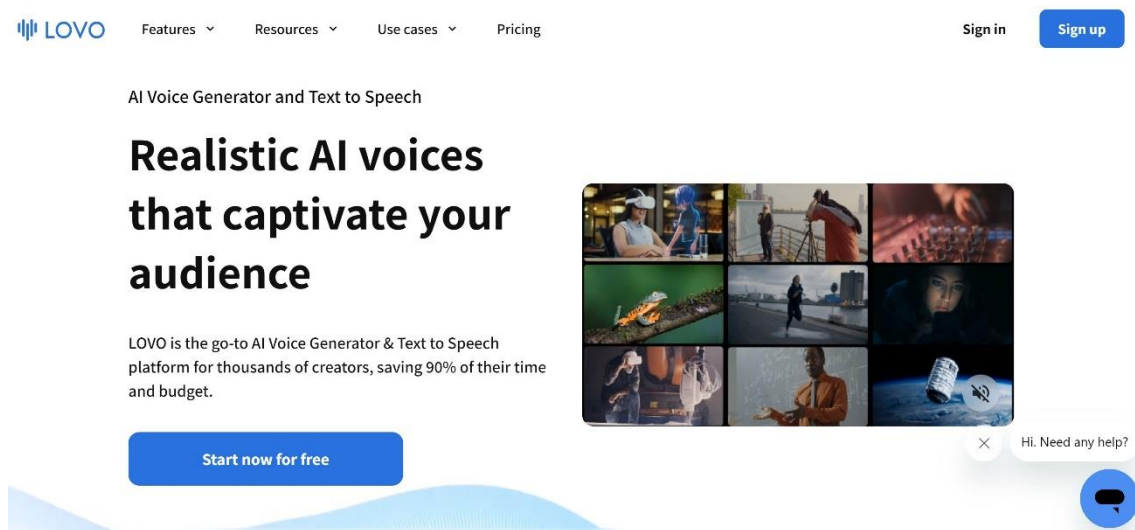 LOVO
Features
Resources
Use cases
Pricing
Sign in
Sign up
AI Voice Generator and Text to Speech
Realistic AI voices
that captivate your
audience
LOVO is the go-to AI Voice Generator & Text to Speech
platform for thousands of creators, saving 90% of their time
and budget.
Start now for free
Hi. Need any help?